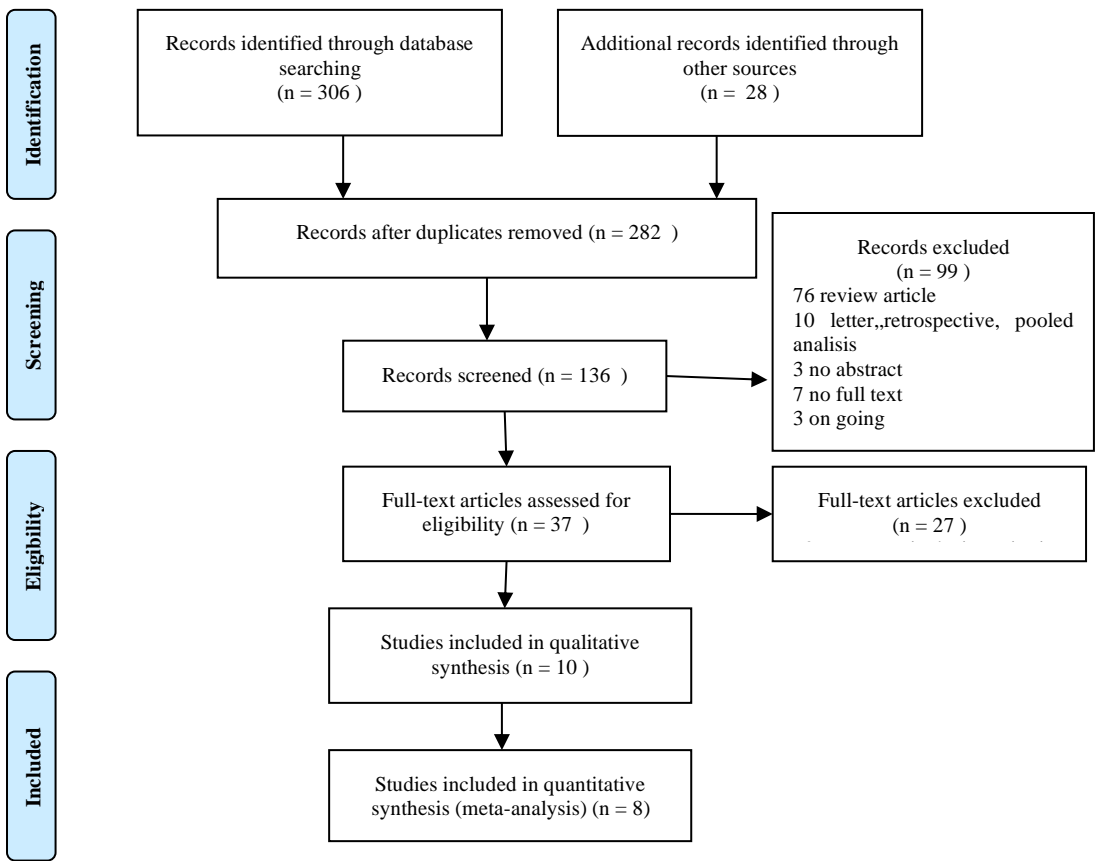 Identification
Records identified through database
searching
(n = 306 )
Additional records identified through
other sources
(n =  28 )
Records after duplicates removed (n = 282  )
Screening
Records screened (n = 136  )
Records excluded
(n = 99 )
76 review article
10 letter,,retrospective, pooled
analisis
3 no abstract
7 no full text
3 on going
Eligibility
Full-text articles assessed for
eligibility (n = 37  )
Full-text articles excluded
(n = 27 )
Studies included in qualitative
synthesis (n = 10 )
Included
Studies included in quantitative
synthesis (meta-analysis) (n = 8)